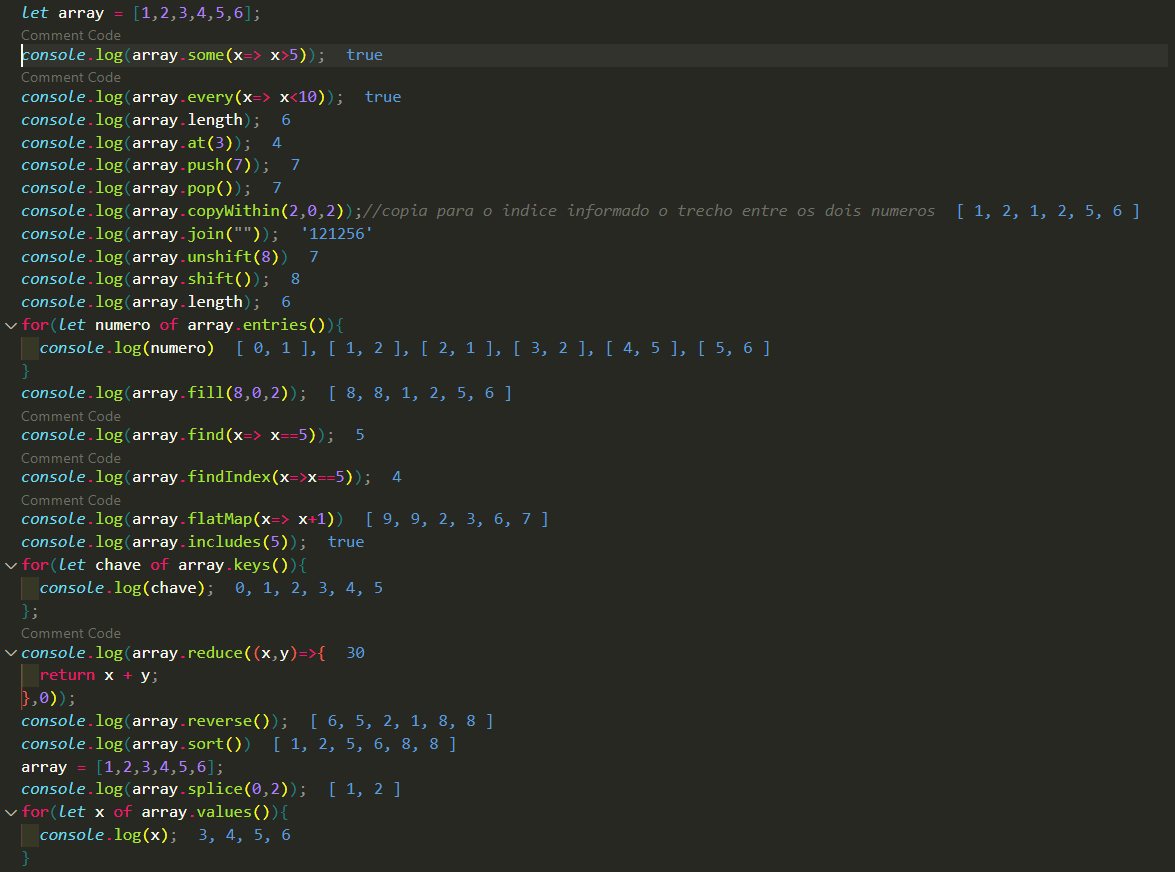 let array = [1,2,3,4,5,6];
Comment Code
console.log(array.some(x=> x>5)); true
Comment Code
console.log(array.every(x=> x<10)); true
console.log(array.length); 6
console.log(array.at(3)); 4
console.log(array.push(7)); 7
console.log(array.pop()); 7
console.log(array.copyWithin(2,0,2));//copia para o indice informado o trecho entre os dois numeros [ 1, 2, 1, 2, 5, 6 ]
console.log(array.join("")); '121256'
console.log(array.unshift(8)) 7
console.log(array.shift()); 8
console.log(array.length); 6
for(let numero of array.entries()){
console.log(numero) [ 0, 1 ], [ 1, 2 ], [ 2, 1 ], [ 3, 2 ], [ 4, 5 ], [ 5, 6 ]
}
console.log(array.fill(8,0,2)); [ 8, 8, 1, 2, 5, 6 ]
Comment Code
console.log(array.find(x=> x==5)); 5
Comment Code
console.log(array.findIndex(x=>x==5)); 4
Comment Code
console.log(array.flatMap(x=> x+1)) [ 9, 9, 2, 3, 6, 7 ]
console.log(array.includes(5)); true
for(let chave of array.keys()){
console.log(chave); 0, 1, 2, 3, 4, 5
};
Comment Code
console.log(array.reduce((x,y)=>{ 30
return x + y;
},0));
console.log(array.reverse()); [ 6, 5, 2, 1, 8, 8 ]
console.log(array.sort()) [ 1, 2, 5, 6, 8, 8 ]
array = [1,2,3,4,5,6];
console.log(array.splice(0,2)); [ 1, 2 ]
for(let x of array.values()){
console.log(x); 3, 4, 5, 6
}